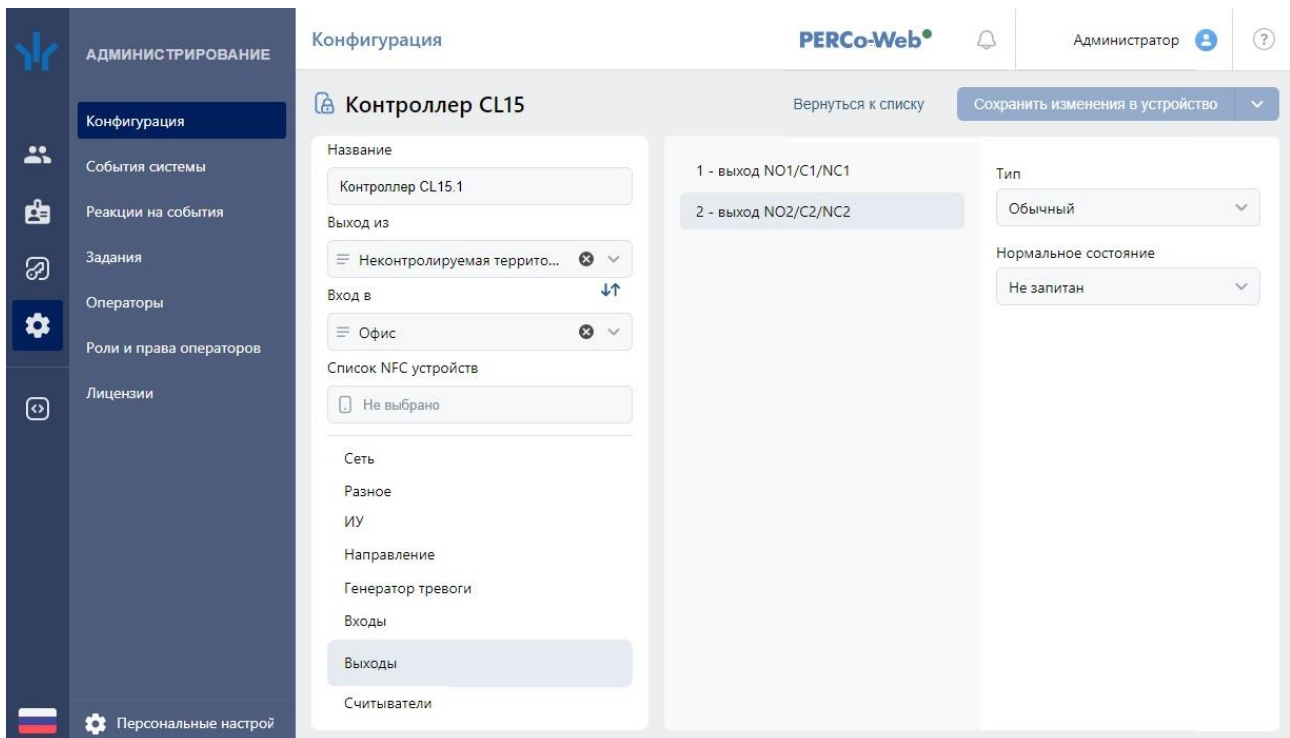 АДМИНИСТРИРОВАНИЕ
Конфигурация
События системы
Реакции на события
Задания
Операторы
Роли и права операторов
Лицензии
Персональные настрой
Конфигурация
PERCo-Web
Администратор
?
Контроллер CL15
Вернуться к списку
Сохранить изменения в устройство
Название
Контроллер CL15.1
Выход из
Неконтролируемая террито...
Вход в
Офис
Список NFC устройств
Не выбрано
Сеть
Разное
ИУ
Направление
Генератор тревоги
Входы
Выходы
Считыватели
1 - выход NO1/C1/NC1
2 - выход NO2/C2/NC2
Тип
Обычный
Нормальное состояние
Не запитан